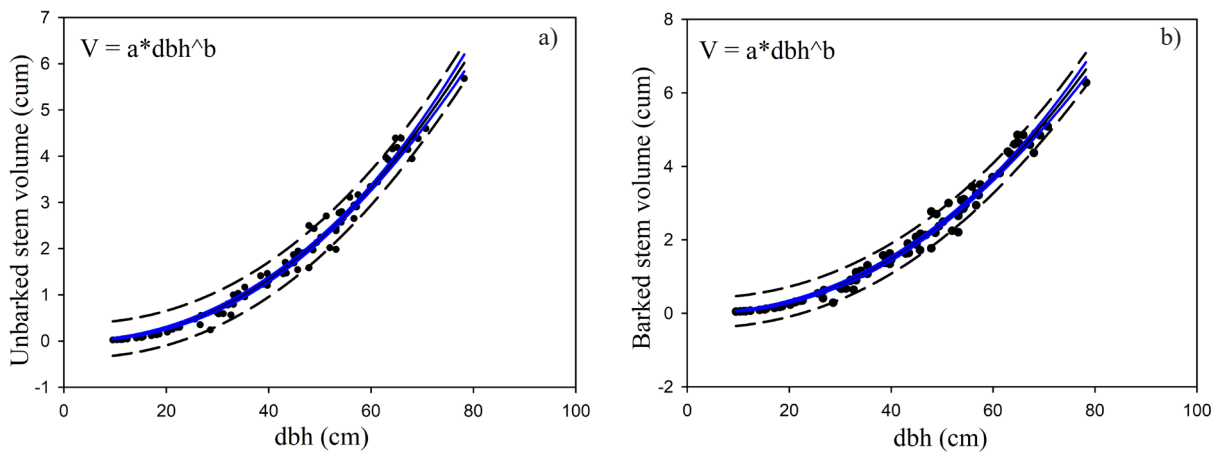 V = a*dbh^b
a)
Unbarked stem volume (cum)
7
6
5
4
3
2
1
0
-1
0 20 40 60 80 100
dbh (cm)
V = a*dbh^b
b)
Barked stem volume (cum)
8
6
4
2
0
-2
0 20 40 60 80 100
dbh (cm)